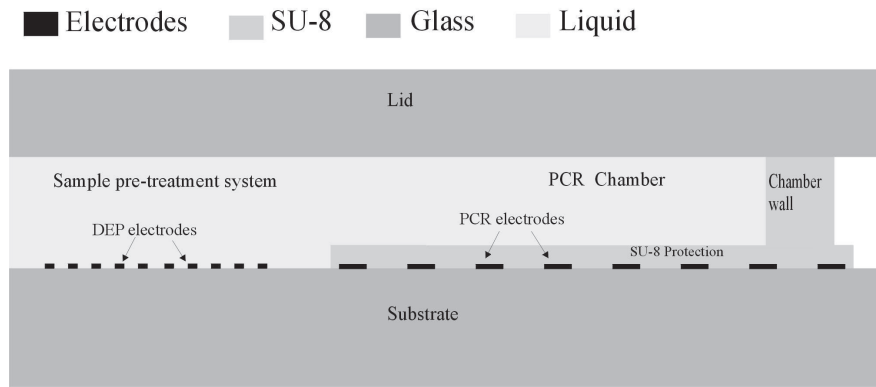 Electrodes SU-8 Glass Liquid
Lid
Sample pre-treatment system
PCR Chamber
Chamber
wall
DEP electrodes
PCR electrodes
SU-8 Protection
Substrate